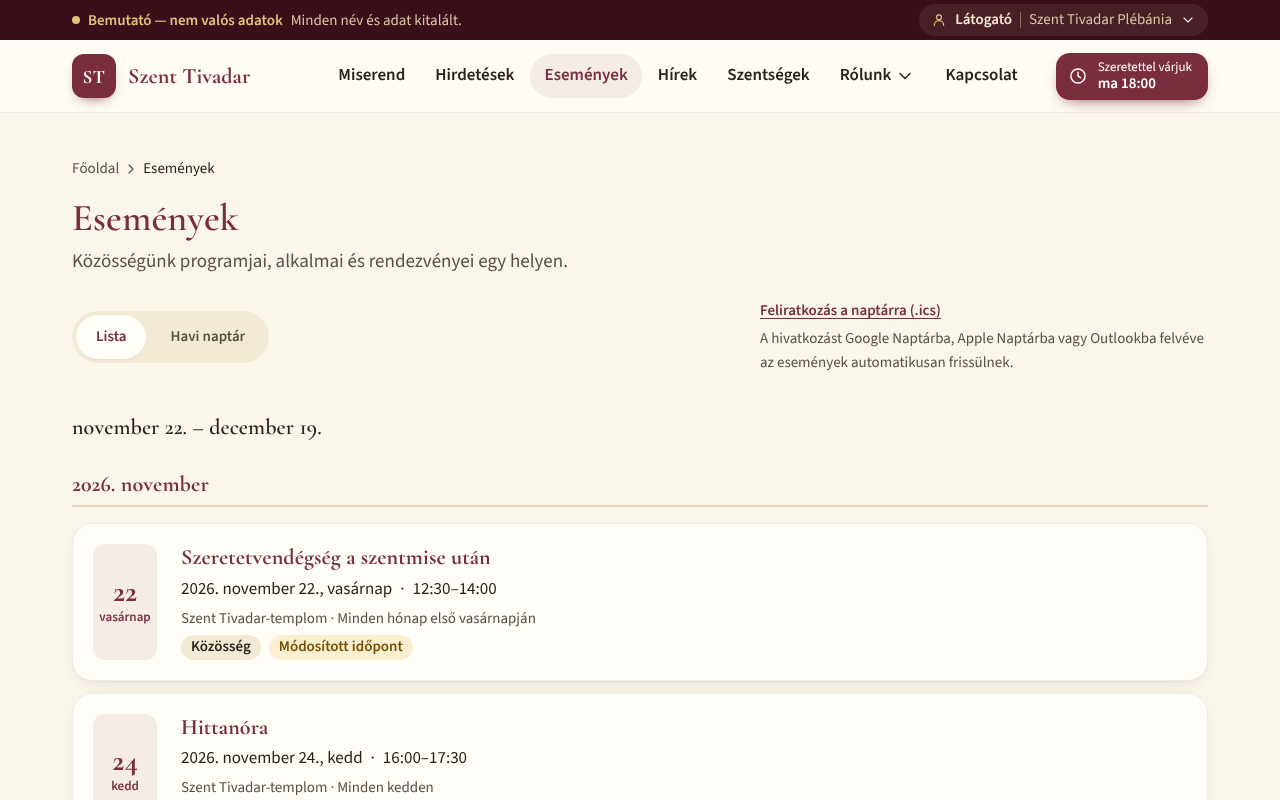 Bemutató — nem valós adatok Minden név és adat kitalált.
Látogató Szent Tivadar Plébánia
ST Szent Tivadar
Miserend Hirdetések Események Hírek Szentségek Rólunk Kapcsolat
Szeretettel várjuk
ma 18:00
Főoldal Események
Események
Közösségünk programjai, alkalmai és rendezvényei egy helyen.
Lista Havi naptár
Feliratkozás a naptárra (.ics)
A hivatkozást Google Naptárba, Apple Naptárba vagy Outlookba felvéve
az események automatikusan frissülnek.
november 22. – december 19.
2026. november
22
vasárnap
Szeretetvendégség a szentmise után
2026. november 22., vasárnap · 12:30–14:00
Szent Tivadar-templom · Minden hónap első vasárnapján
Közösség Módosított időpont
24
kedd
Hittanóra
2026. november 24., kedd · 16:00–17:30
Szent Tivadar-templom · Minden kedden